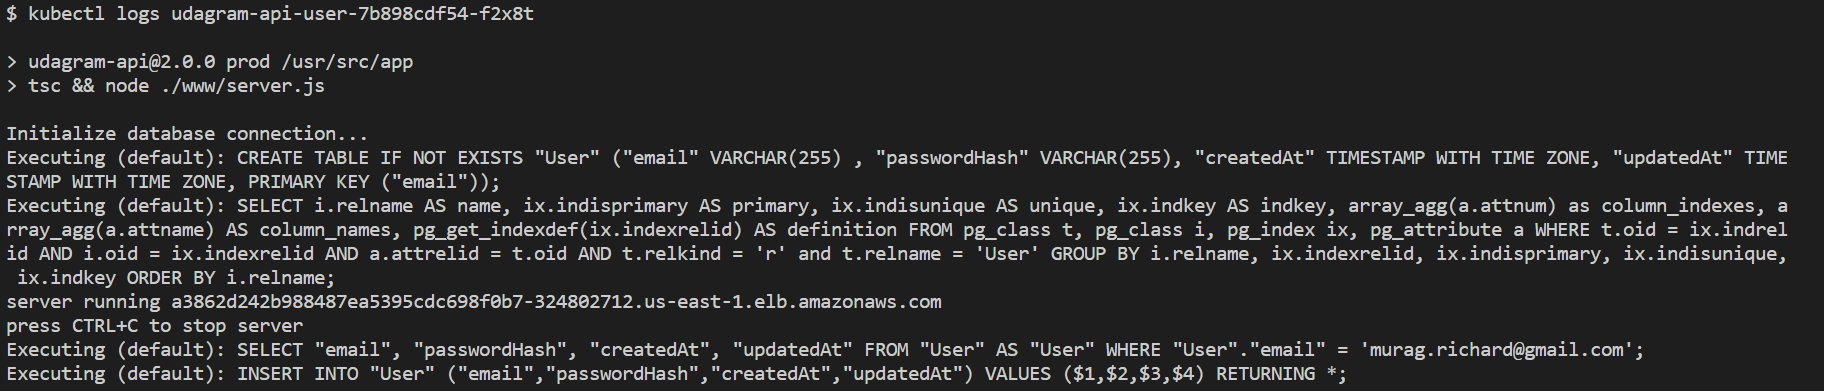 $ kubectl logs udagram-api-user-7b898cdf54-f2x8t
> udagram-api@2.0.0 prod /usr/src/app
> tsc && node ./www/server.js
Initialize database connection...
Executing (default): CREATE TABLE IF NOT EXISTS "User" ("email" VARCHAR(255) , "passwordHash" VARCHAR(255), "createdAt" TIMESTAMP WITH TIME ZONE, "updatedAt" TIME
STAMP WITH TIME ZONE, PRIMARY KEY ("email"));
Executing (default): SELECT i.relname AS name, ix.indisprimary AS primary, ix.indisunique AS unique, ix.indkey AS indkey, array_agg(a.attnum) as column_indexes, a
rray_agg(a.attname) AS column_names, pg_get_indexdef(ix.indexrelid) AS definition FROM pg_class t, pg_class i, pg_index ix, pg_attribute a WHERE t.oid = ix.indrel
id AND i.oid = ix.indexrelid AND a.attrelid = t.oid AND t.relkind = 'r' and t.relname = 'User' GROUP BY i.relname, ix.indexrelid, ix.indisprimary, ix.indisunique,
 ix.indkey ORDER BY i.relname;
server running a3862d242b988487ea5395cdc698f0b7-324802712.us-east-1.elb.amazonaws.com
press CTRL+C to stop server
Executing (default): SELECT "email", "passwordHash", "createdAt", "updatedAt" FROM "User" AS "User" WHERE "User"."email" = 'murag.richard@gmail.com';
Executing (default): INSERT INTO "User" ("email","passwordHash","createdAt","updatedAt") VALUES ($1,$2,$3,$4) RETURNING *;